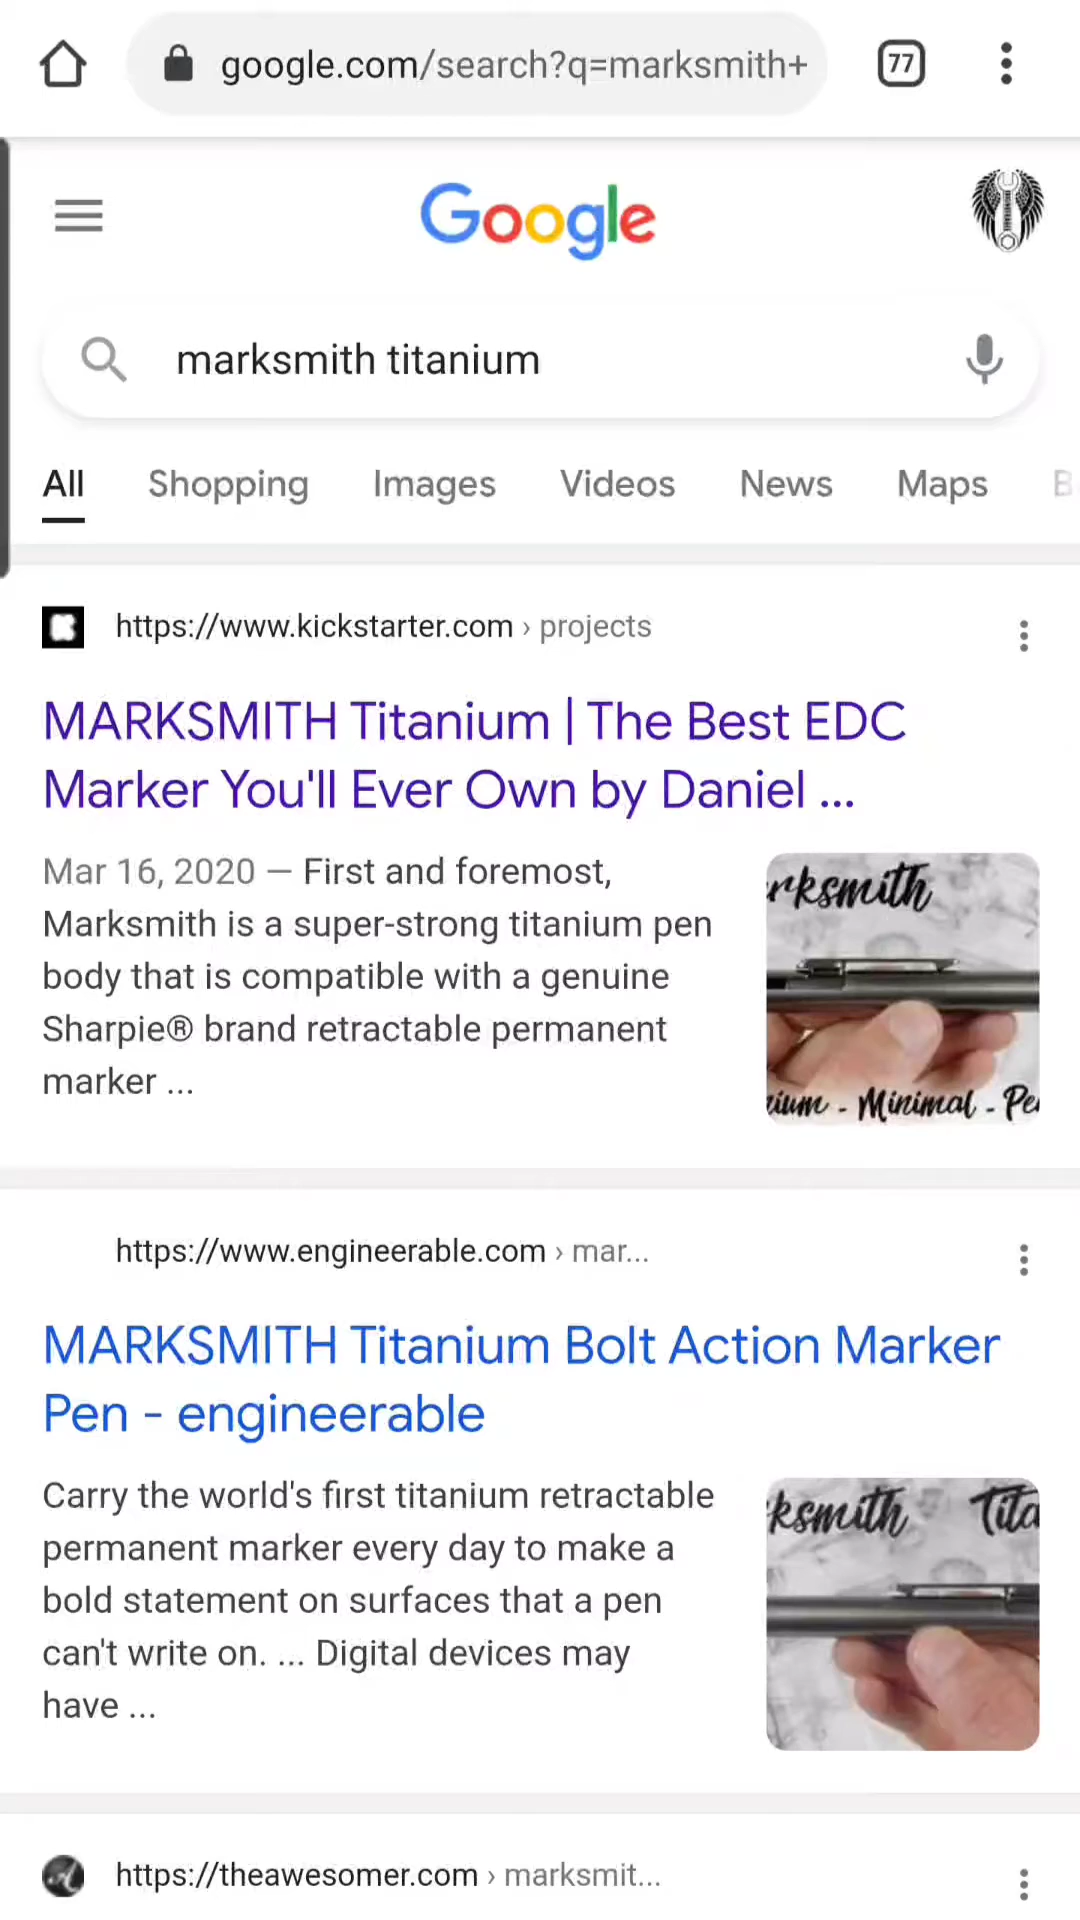 google.com/search?q=marksmith+
77
Google
marksmith titanium
All Shopping Images Videos News Maps B
https://www.kickstarter.com › projects
MARKSMITH Titanium | The Best EDC
Marker You'll Ever Own by Daniel ...
Mar 16, 2020 — First and foremost,
Marksmith is a super-strong titanium pen
body that is compatible with a genuine
Sharpie® brand retractable permanent
marker ...
rksmith
ium - Minimal - Pe
https://www.engineerable.com › mar...
MARKSMITH Titanium Bolt Action Marker
Pen - engineerable
Carry the world's first titanium retractable
permanent marker every day to make a
bold statement on surfaces that a pen
can't write on. ... Digital devices may
have ...
ksmith Tita
https://theawesomer.com › marksmit...